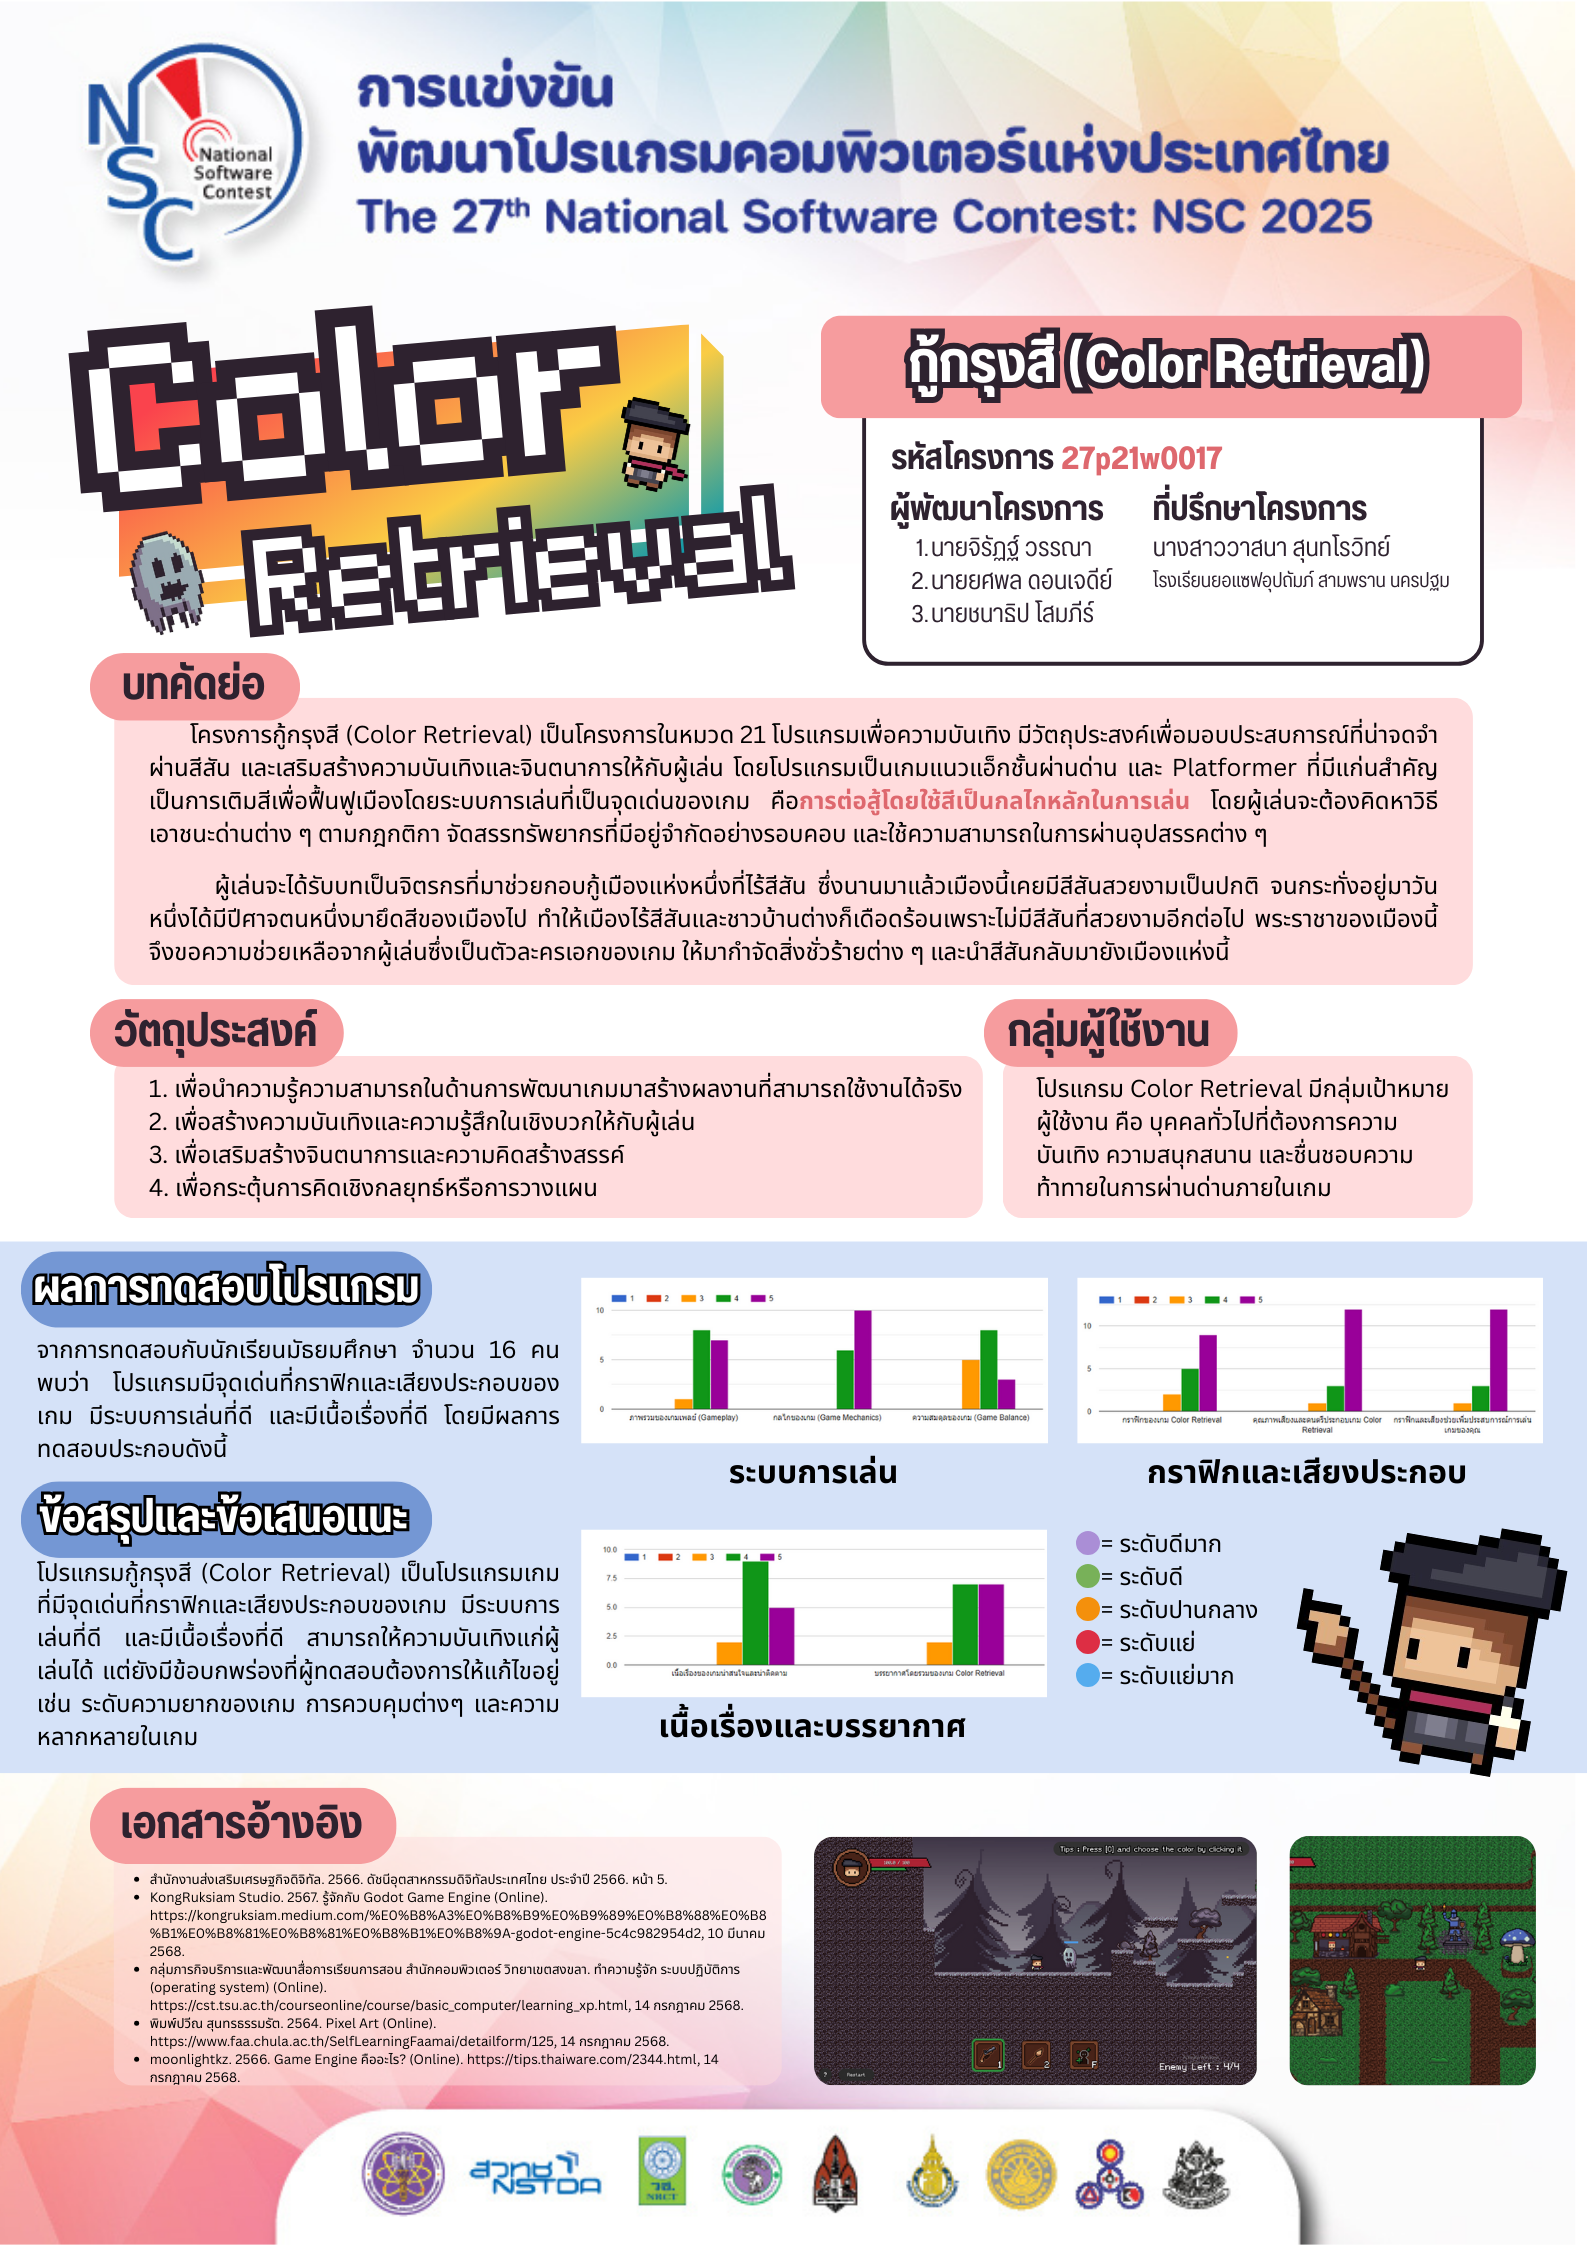 National
Software
Contest
NSC
การแข่งขัน
พัฒนาโปรแกรมคอมพิวเตอร์แห่งประเทศไทย
The 27th National Software Contest: NSC 2025
Color
Retrieval
กู้กรุงสี (Color Retrieval)
รหัสโครงการ 27p21w0017
ผู้พัฒนาโครงการ
1. นายจิรัฏฐ์ วรรณา
2. นายยศพล ดอนเจดีย์
3. นายชนาธิป โสมภีร์
ที่ปรึกษาโครงการ
นางสาววาสนา สุนทโรวิทย์
โรงเรียนยอแซฟอุปถัมภ์ สามพราน นครปฐม
บทคัดย่อ
โครงการกู้กรุงสี (Color Retrieval) เป็นโครงการในหมวด 21 โปรแกรมเพื่อความบันเทิง มีวัตถุประสงค์เพื่อมอบประสบการณ์ที่น่าจดจำ
ผ่านสีสัน และเสริมสร้างความบันเทิงและจินตนาการให้กับผู้เล่น โดยโปรแกรมเป็นเกมแนวแอ็กชั้นผ่านด่าน และ Platformer ที่มีแก่นสำคัญ
เป็นการเติมสีเพื่อฟื้นฟูเมืองโดยระบบการเล่นที่เป็นจุดเด่นของเกม คือการต่อสู้โดยใช้สีเป็นกลไกหลักในการเล่น โดยผู้เล่นจะต้องคิดหาวิธี
เอาชนะด่านต่าง ๆ ตามกฎกติกา จัดสรรทรัพยากรที่มีอยู่จำกัดอย่างรอบคอบ และใช้ความสามารถในการผ่านอุปสรรคต่าง ๆ
ผู้เล่นจะได้รับบทเป็นจิตรกรที่มาช่วยกอบกู้เมืองแห่งหนึ่งที่ไร้สีสัน ซึ่งนานมาแล้วเมืองนี้เคยมีสีสันสวยงามเป็นปกติ จนกระทั่งอยู่มาวัน
หนึ่งได้มีปีศาจตนหนึ่งมายึดสีของเมืองไป ทำให้เมืองไร้สีสันและชาวบ้านต่างก็เดือดร้อนเพราะไม่มีสีสันที่สวยงามอีกต่อไป พระราชาของเมืองนี้
จึงขอความช่วยเหลือจากผู้เล่นซึ่งเป็นตัวละครเอกของเกม ให้มากำจัดสิ่งชั่วร้ายต่าง ๆ และนำสีสันกลับมายังเมืองแห่งนี้
วัตถุประสงค์
1. เพื่อนำความรู้ความสามารถในด้านการพัฒนาเกมมาสร้างผลงานที่สามารถใช้งานได้จริง
2. เพื่อสร้างความบันเทิงและความรู้สึกในเชิงบวกให้กับผู้เล่น
3. เพื่อเสริมสร้างจินตนาการและความคิดสร้างสรรค์
4. เพื่อกระตุ้นการคิดเชิงกลยุทธ์หรือการวางแผน
กลุ่มผู้ใช้งาน
โปรแกรม Color Retrieval มีกลุ่มเป้าหมาย
ผู้ใช้งาน คือ บุคคลทั่วไปที่ต้องการความ
บันเทิง ความสนุกสนาน และชื่นชอบความ
ท้าทายในการผ่านด่านภายในเกม
ผลการทดสอบโปรแกรม
จากการทดสอบกับนักเรียนมัธยมศึกษา จำนวน 16 คน
พบว่า โปรแกรมมีจุดเด่นที่กราฟิกและเสียงประกอบของ
เกม มีระบบการเล่นที่ดี และมีเนื้อเรื่องที่ดี โดยมีผลการ
ทดสอบประกอบดังนี้
1 2 3 4 5
10
5
0
ภาพรวมของเกมเพลย์ (Gameplay)
กลไกของเกม (Game Mechanics)
ความสมดุลของเกม (Game Balance)
ระบบการเล่น
1 2 3 4 5
10
5
0
กราฟิกของเกม Color Retrieval
คุณภาพเสียงและดนตรีประกอบเกม Color
Retrieval
กราฟิกและเสียงช่วยเพิ่มประสบการณ์การเล่น
เกมของคุณ
กราฟิกและเสียงประกอบ
ข้อสรุปและข้อเสนอแนะ
โปรแกรมกู้กรุงสี (Color Retrieval) เป็นโปรแกรมเกม
ที่มีจุดเด่นที่กราฟิกและเสียงประกอบของเกม มีระบบการ
เล่นที่ดี และมีเนื้อเรื่องที่ดี สามารถให้ความบันเทิงแก่ผู้
เล่นได้ แต่ยังมีข้อบกพร่องที่ผู้ทดสอบต้องการให้แก้ไขอยู่
เช่น ระดับความยากของเกม การควบคุมต่างๆ และความ
หลากหลายในเกม
10.0
1 2 3 4 5
7.5
5.0
2.5
0.0
เนื้อเรื่องของเกมน่าสนใจและน่าติดตาม
บรรยากาศโดยรวมของเกม Color Retrieval
เนื้อเรื่องและบรรยากาศ
= ระดับดีมาก
= ระดับดี
= ระดับปานกลาง
= ระดับแย่
= ระดับแย่มาก
เอกสารอ้างอิง
• สำนักงานส่งเสริมเศรษฐกิจดิจิทัล. 2566. ดัชนีอุตสาหกรรมดิจิทัลประเทศไทย ประจำปี 2566. หน้า 5.
• KongRuksiam Studio. 2567. รู้จักกับ Godot Game Engine (Online).
https://kongruksiam.medium.com/%E0%B8%A3%E0%B8%B9%E0%B9%89%E0%B8%88%E0%B8
%B1%E0%B8%81%E0%B8%81%E0%B8%B1%E0%B8%9A-godot-engine-5c4c982954d2, 10 มีนาคม
2568.
• กลุ่มภารกิจบริการและพัฒนาสื่อการเรียนการสอน สำนักคอมพิวเตอร์ วิทยาเขตสงขลา. ทำความรู้จัก ระบบปฏิบัติการ
(operating system) (Online).
https://cst.tsu.ac.th/courseonline/course/basic_computer/learning_xp.html, 14 กรกฎาคม 2568.
• พิมพ์ปวีณ สุนทรธรรมรัต. 2564. Pixel Art (Online).
https://www.faa.chula.ac.th/SelfLearningFaamai/detailform/125, 14 กรกฎาคม 2568.
• moonlightkz. 2566. Game Engine คืออะไร? (Online). https://tips.thaiware.com/2344.html, 14
กรกฎาคม 2568.
Tips : Press [Q] and choose the color by clicking it
1
2
F
?
Restart
Enemy Left : 4/4
สวทช
NSTDA
วช.
NRCT